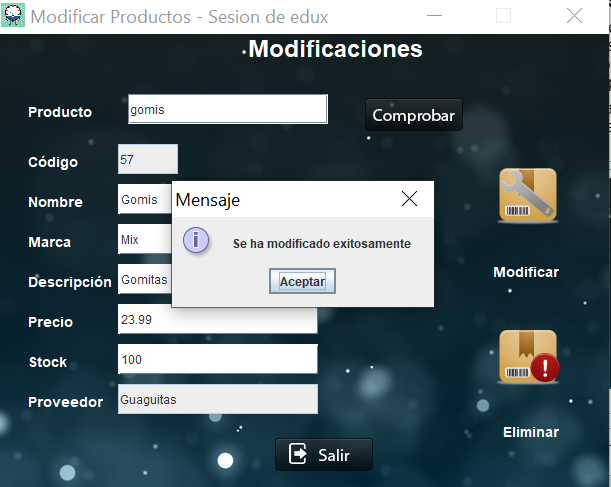 Modificar Productos - Sesion de edux
Modificaciones
Producto
gomis
Comprobar
Código
57
Nombre
Gomis
Marca
Mix
Descripción
Gomitas
Precio
23.99
Stock
100
Proveedor
Guaguitas
Mensaje
Se ha modificado exitosamente
Aceptar
Modificar
Eliminar
Salir